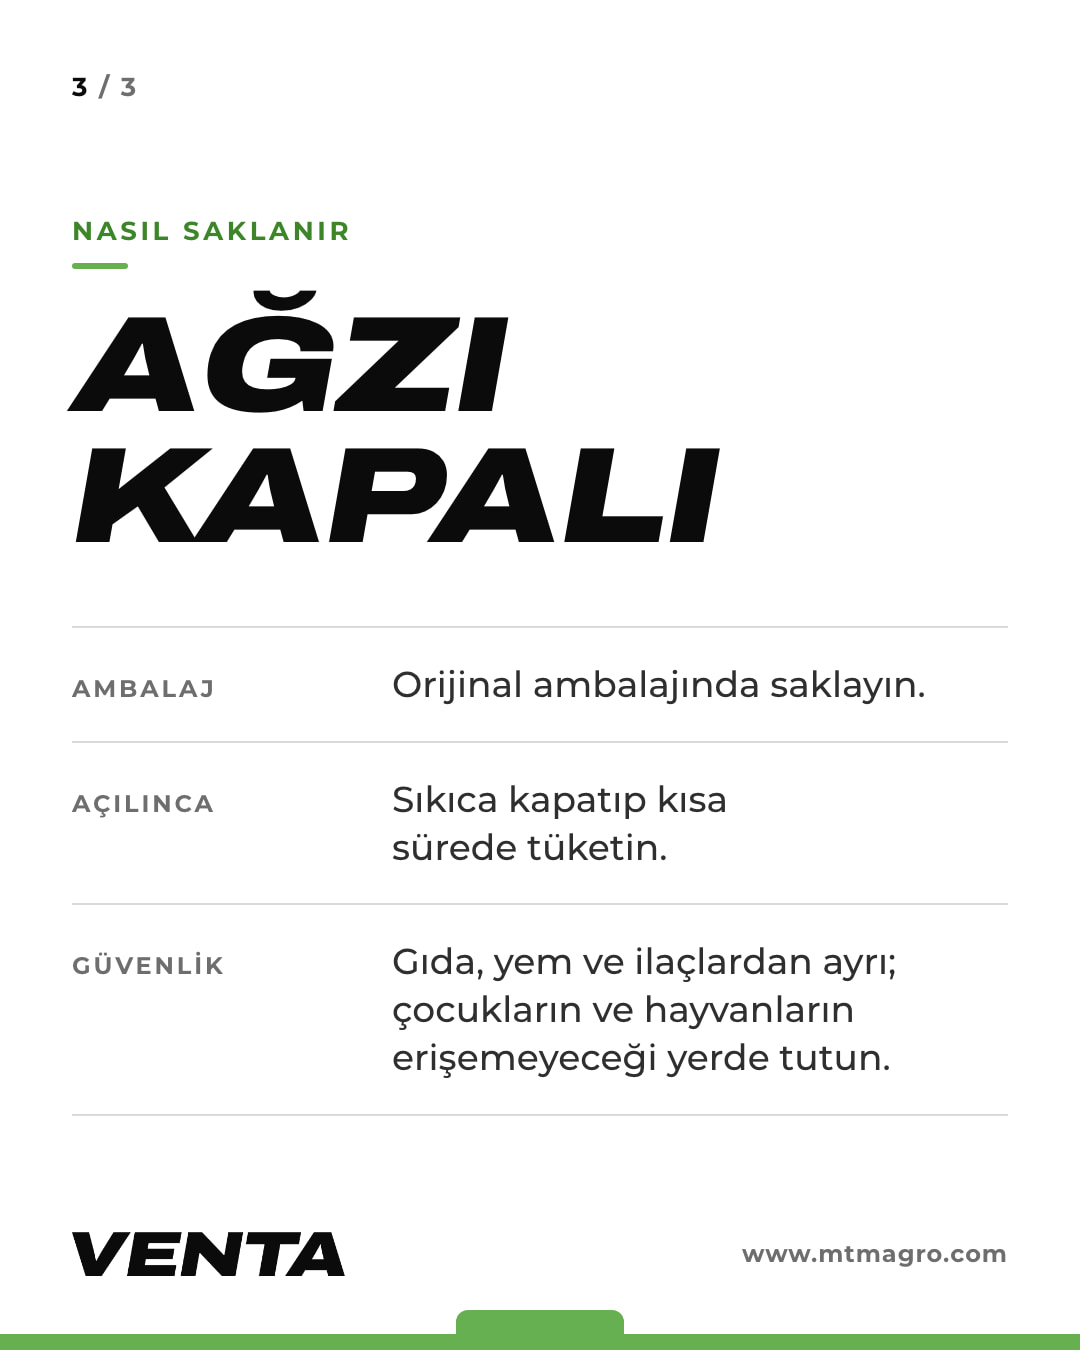 3 / 3
NASIL SAKLANIR
AĞZI
KAPALI
AMBALAJ
Orijinal ambalajında saklayın.
AÇILINCA
Sıkıca kapatıp kısa
sürede tüketin.
GÜVENLİK
Gıda, yem ve ilaçlardan ayrı;
çocukların ve hayvanların
erişemeyeceği yerde tutun.
VENTA
www.mtmagro.com